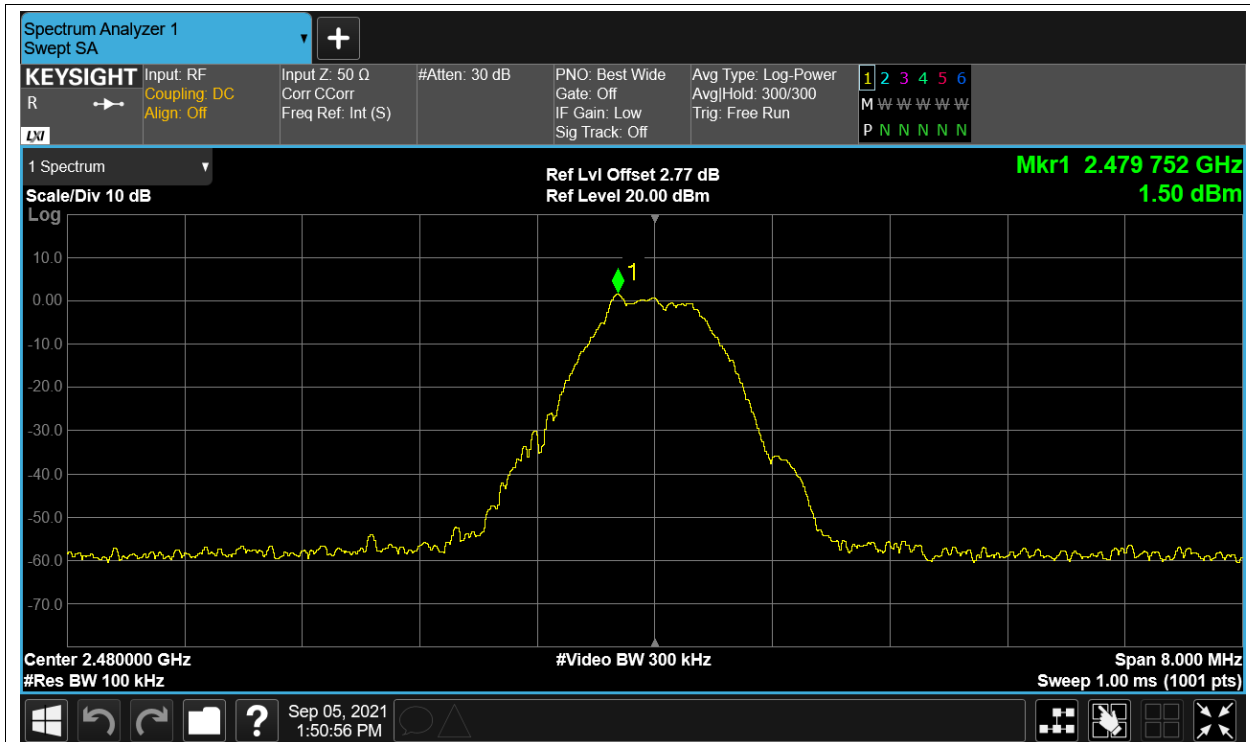 Spectrum Analyzer 1
Swept SA
+
KEYSIGHT
R
LXI
Input: RF
Coupling: DC
Align: Off
Input Z: 50 Ω
Corr CCorr
Freq Ref: Int (S)
#Atten: 30 dB
PNO: Best Wide
Gate: Off
IF Gain: Low
Sig Track: Off
Avg Type: Log-Power
Avg|Hold: 300/300
Trig: Free Run
1 2 3 4 5 6
M W W W W W
P N N N N N
1 Spectrum
Scale/Div 10 dB
Log
Ref Lvl Offset 2.77 dB
Ref Level 20.00 dBm
Mkr1 2.479 752 GHz
1.50 dBm
1
10.0
0.00
-10.0
-20.0
-30.0
-40.0
-50.0
-60.0
-70.0
Center 2.480000 GHz
#Res BW 100 kHz
#Video BW 300 kHz
Span 8.000 MHz
Sweep 1.00 ms (1001 pts)
?
Sep 05, 2021
1:50:56 PM